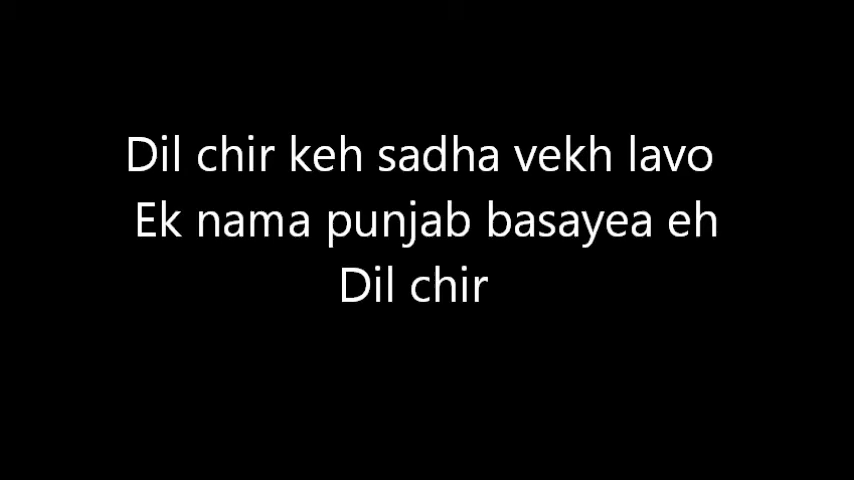 Dil chir keh sadha vekh lavo
Ek nama punjab basayea eh
Dil chir